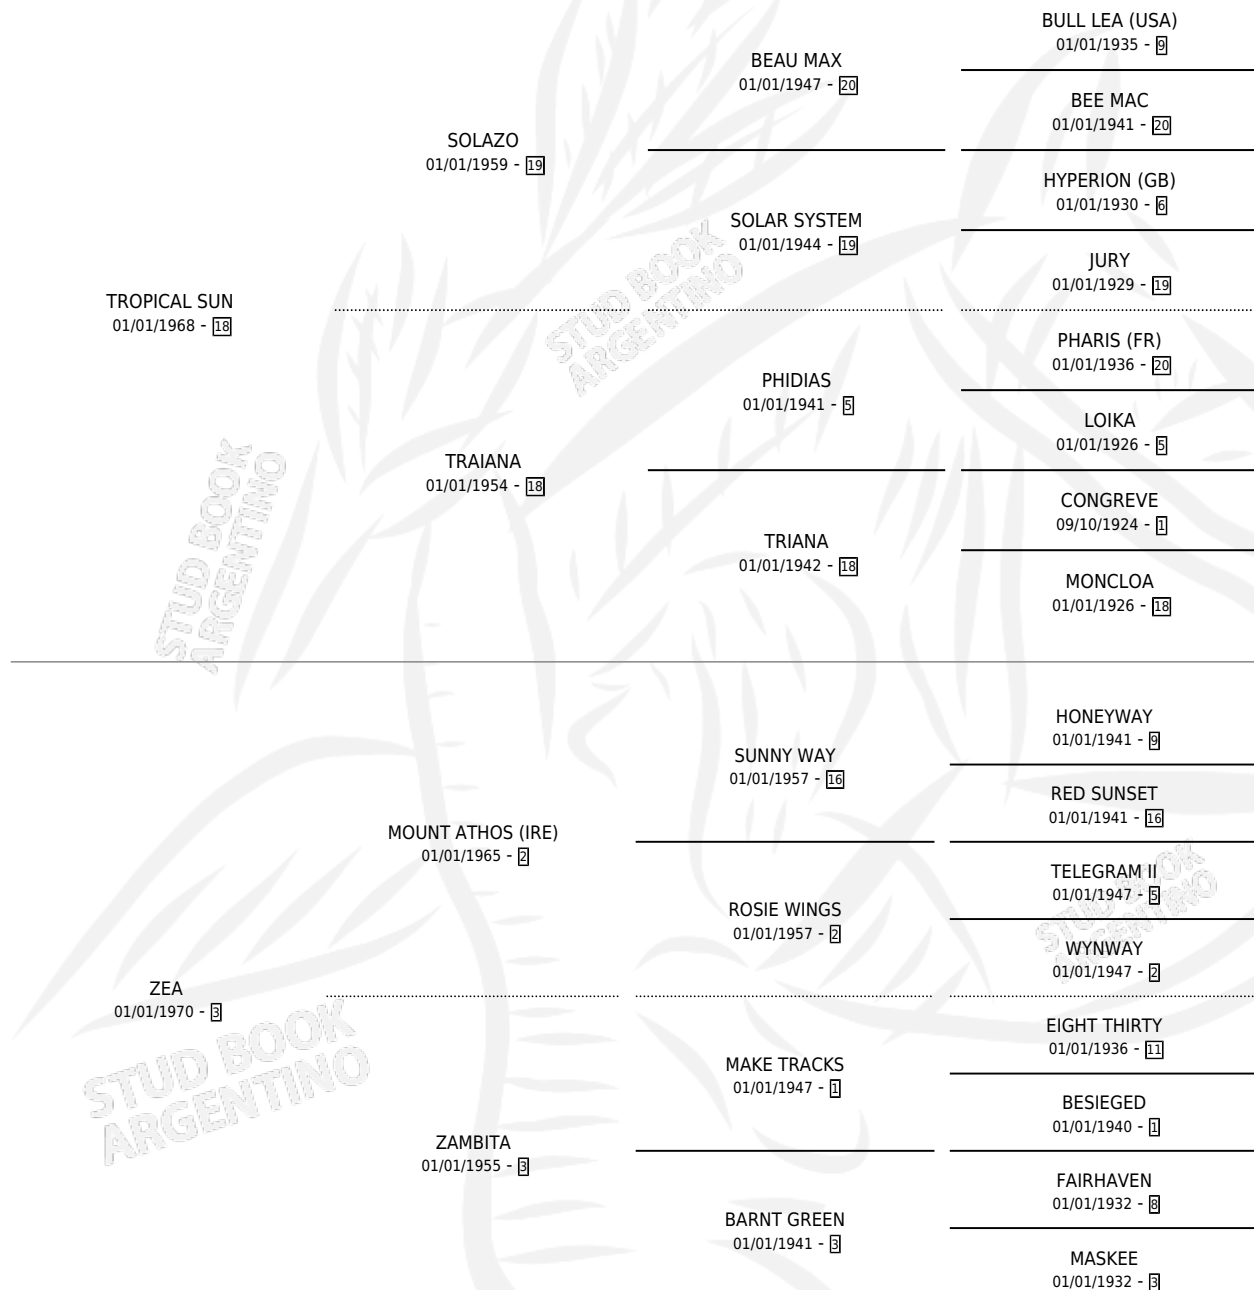 BULL LEA (USA)
01/01/1935 - 9
BEAU MAX
01/01/1947 - 20
BEE MAC
01/01/1941 - 20
SOLAZO
01/01/1959 - 19
HYPERION (GB)
01/01/1930 - 6
SOLAR SYSTEM
01/01/1944 - 19
JURY
01/01/1929 - 19
TROPICAL SUN
01/01/1968 - 18
STUD BOOK
ARGENTINO
PHARIS (FR)
01/01/1936 - 20
PHIDIAS
01/01/1941 - 5
LOIKA
01/01/1926 - 5
TRAIANA
01/01/1954 - 18
CONGREVE
09/10/1924 - 1
TRIANA
01/01/1942 - 18
MONCLOA
01/01/1926 - 18
STUD BOOK
ARGENTINO
HONEYWAY
01/01/1941 - 9
SUNNY WAY
01/01/1957 - 16
RED SUNSET
01/01/1941 - 16
MOUNT ATHOS (IRE)
01/01/1965 - 2
TELEGRAM II
01/01/1947 - 5
ROSIE WINGS
01/01/1957 - 2
WYNWAY
01/01/1947 - 2
STUD BOOK
ARGENTINO
ZEA
01/01/1970 - 3
EIGHT THIRTY
01/01/1936 - 11
MAKE TRACKS
01/01/1947 - 1
BESIEGED
01/01/1940 - 1
STUD BOOK
ARGENTINO
ZAMBITA
01/01/1955 - 3
FAIRHAVEN
01/01/1932 - 8
BARNT GREEN
01/01/1941 - 3
MASKEE
01/01/1932 - 3